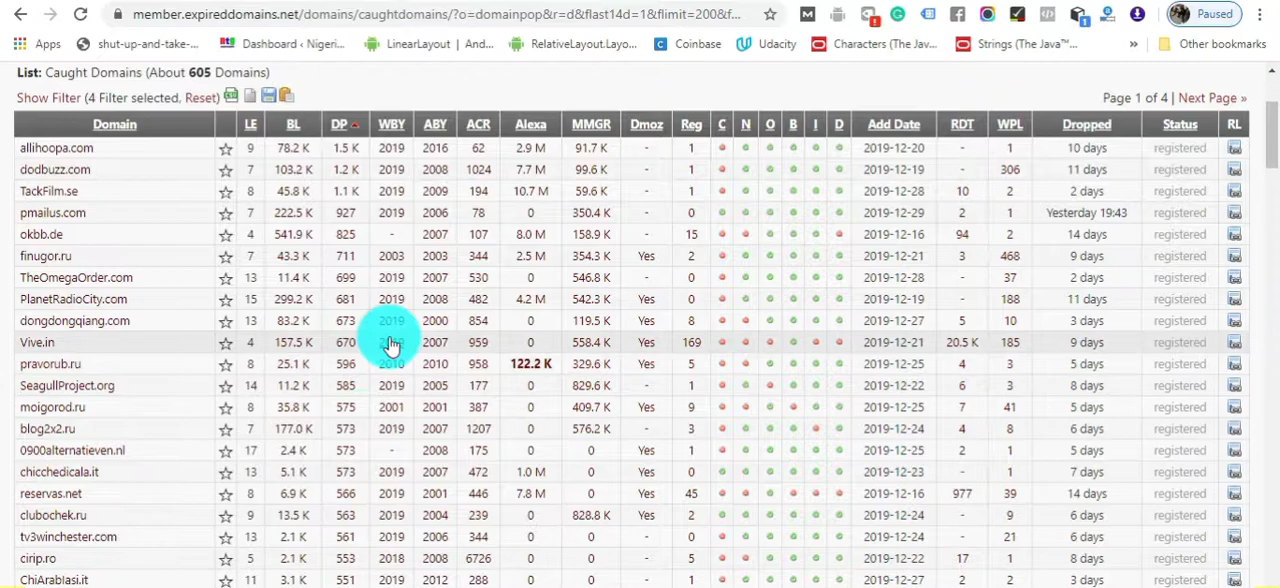 member.expireddomains.net/domains/caughtdomains/?o=domainpop&r=d&flast14d=1&flimit=200&f... Paused
Apps shut-up-and-take-... Dashboard ‹ Nigeri... LinearLayout | And... RelativeLayout.Layo... Coinbase Udacity Characters (The Jav... Strings (The Java™... » Other bookmarks
List: Caught Domains (About 605 Domains)
Show Filter (4 Filter selected, Reset) Page 1 of 4 | Next Page »
Domain LE BL DP WBY ABY ACR Alexa MMGR Dmoz Reg C N O B I D Add Date RDT WPL Dropped Status RL
allihoopa.com 9 78.2 K 1.5 K 2019 2016 62 2.9 M 91.7 K - 1 2019-12-20 - 1 10 days registered
dodbuzz.com 7 103.2 K 1.2 K 2019 2008 1024 7.7 M 99.6 K - 1 2019-12-19 - 306 11 days registered
TackFilm.se 8 45.8 K 1.1 K 2019 2009 194 10.7 M 59.6 K - 1 2019-12-28 10 2 2 days registered
pmailus.com 7 222.5 K 927 2019 2006 78 0 350.4 K - 0 2019-12-29 2 1 Yesterday 19:43 registered
okbb.de 4 541.9 K 825 - 2007 107 8.0 M 158.9 K - 15 2019-12-16 94 2 14 days registered
finugor.ru 7 43.3 K 711 2003 2003 344 2.5 M 354.3 K Yes 2 2019-12-21 3 468 9 days registered
TheOmegaOrder.com 13 11.4 K 699 2019 2007 530 0 546.8 K - 0 2019-12-28 - 37 2 days registered
PlanetRadioCity.com 15 299.2 K 681 2019 2008 482 4.2 M 542.3 K Yes 0 2019-12-19 - 188 11 days registered
dongdongqiang.com 13 83.2 K 673 2019 2000 854 0 119.5 K Yes 8 2019-12-27 5 10 3 days registered
Vive.in 4 157.5 K 670 2007 959 0 558.4 K Yes 169 2019-12-21 20.5 K 185 9 days registered
pravorub.ru 8 25.1 K 596 2010 2010 958 122.2 K 329.6 K Yes 5 2019-12-25 4 3 5 days registered
SeagullProject.org 14 11.2 K 585 2019 2005 177 0 829.6 K - 1 2019-12-22 6 3 8 days registered
moigorod.ru 8 35.8 K 575 2001 2001 387 0 409.7 K Yes 9 2019-12-25 7 41 5 days registered
blog2x2.ru 7 177.0 K 573 2019 2007 1207 0 576.2 K - 3 2019-12-24 4 8 6 days registered
0900alternatieven.nl 17 2.4 K 573 - 2008 175 0 0 Yes 1 2019-12-25 2 1 5 days registered
chicchedicala.it 13 5.1 K 573 2019 2007 472 1.0 M 0 Yes 1 2019-12-23 - 1 7 days registered
reservas.net 8 6.9 K 566 2019 2001 446 7.8 M 0 Yes 45 2019-12-16 977 39 14 days registered
clubochek.ru 9 13.5 K 563 2019 2004 239 0 828.8 K Yes 2 2019-12-24 - 9 6 days registered
tv3winchester.com 13 2.1 K 561 2019 2006 344 0 0 - 1 2019-12-24 - 21 6 days registered
cirip.ro 5 2.1 K 553 2018 2008 6726 0 0 - 5 2019-12-22 17 1 8 days registered
ChiArabIasi.it 11 3.1 K 551 2019 2012 288 0 0 - 1 2019-12-27 2 2 3 days registered